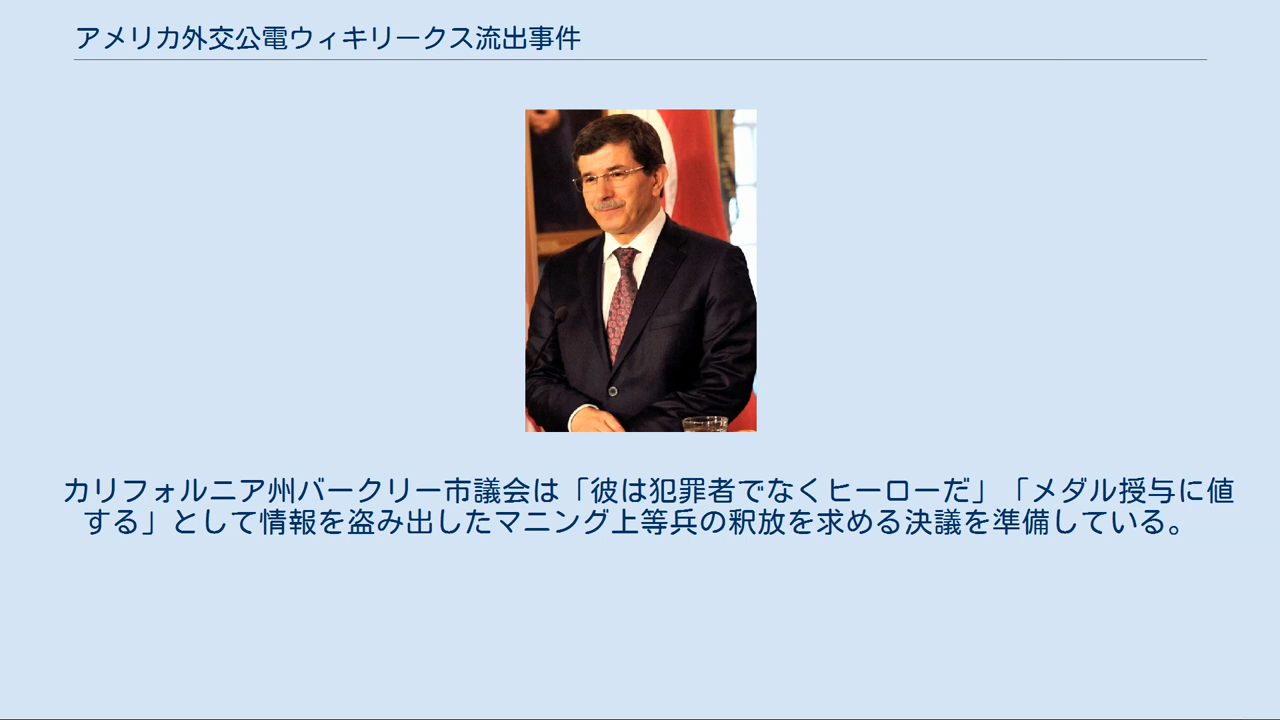 アメリカ外交公電ウィキリークス流出事件
カリフォルニア州バークリー市議会は「彼は犯罪者でなくヒーローだ」「メダル授与に値
する」として情報を盗み出したマニング上等兵の釈放を求める決議を準備している。